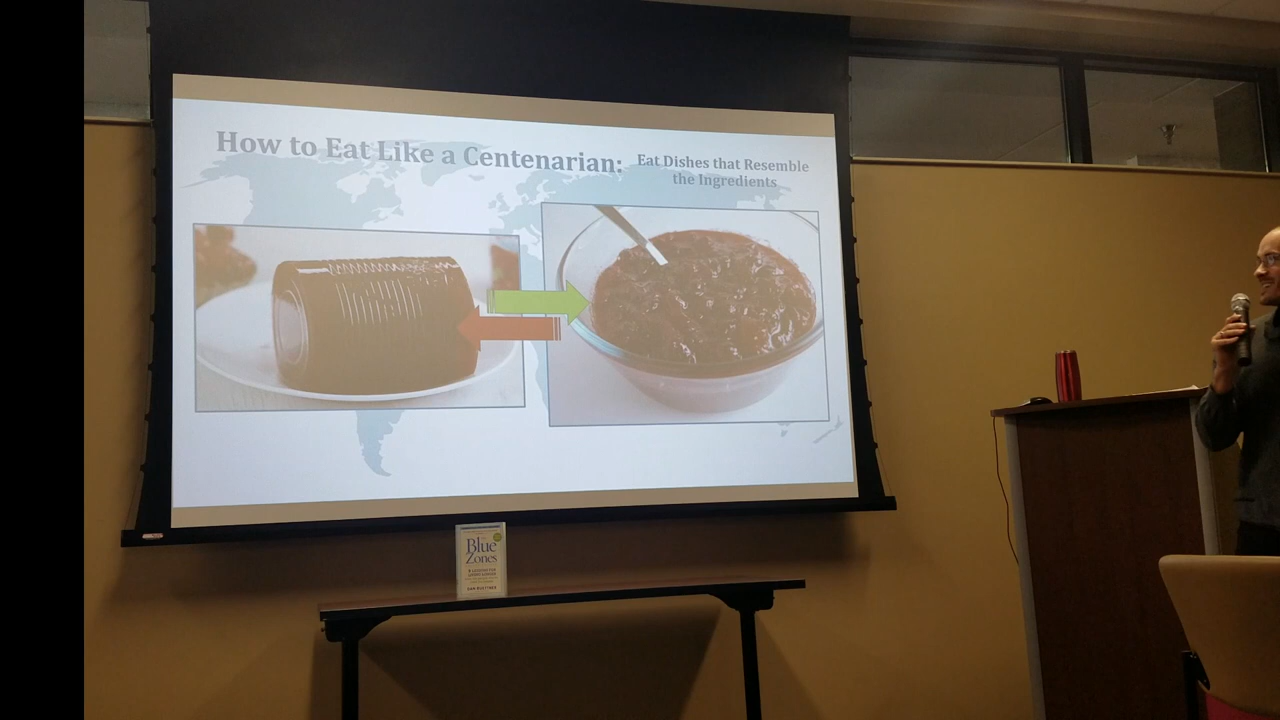 How to Eat Like a Centenarian:
Eat Dishes that Resemble
the Ingredients
Blue
Zones